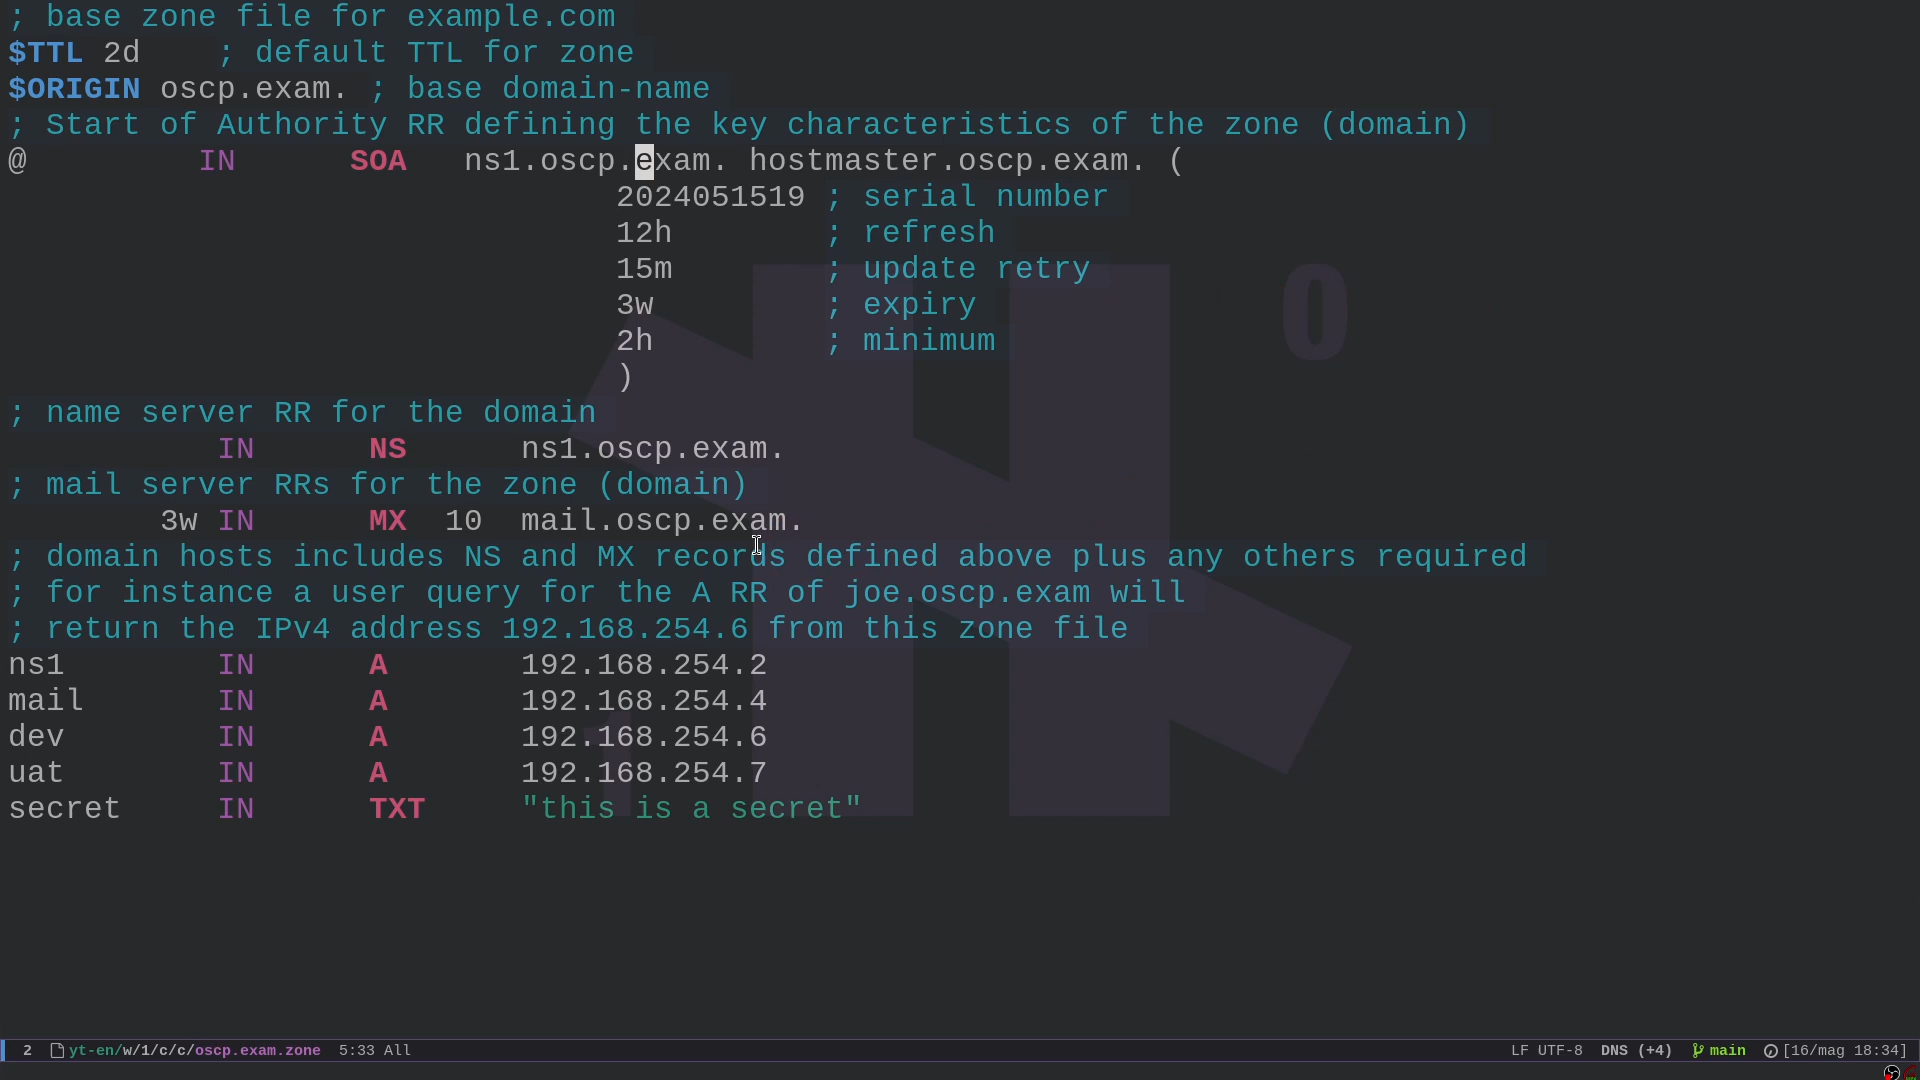 ; base zone file for example.com
$TTL 2d    ; default TTL for zone
$ORIGIN oscp.exam. ; base domain-name
; Start of Authority RR defining the key characteristics of the zone (domain)
@         IN      SOA   ns1.oscp.exam. hostmaster.oscp.exam. (
                                2024051519 ; serial number
                                12h        ; refresh
                                15m        ; update retry
                                3w         ; expiry
                                2h         ; minimum
                                )
; name server RR for the domain
           IN      NS      ns1.oscp.exam.
; mail server RRs for the zone (domain)
        3w IN      MX  10  mail.oscp.exam.
; domain hosts includes NS and MX records defined above plus any others required
; for instance a user query for the A RR of joe.oscp.exam will
; return the IPv4 address 192.168.254.6 from this zone file
ns1        IN      A       192.168.254.2
mail       IN      A       192.168.254.4
dev        IN      A       192.168.254.6
uat        IN      A       192.168.254.7
secret     IN      TXT     "this is a secret"
2 yt-en/w/1/c/c/oscp.exam.zone 5:33 All LF UTF-8 DNS (+4) main [16/mag 18:34]